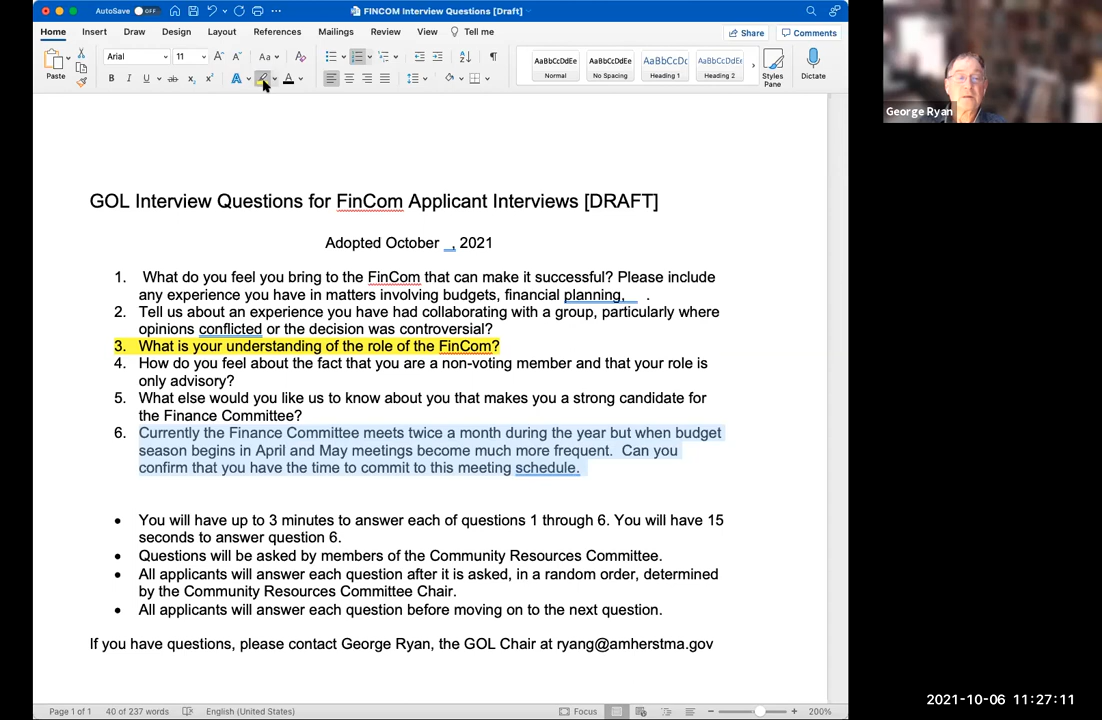 AutoSave OFF FINCOM Interview Questions [Draft]
Home Insert Draw Design Layout References Mailings Review View Tell me Share Comments
Paste Arial 11 A A Aa A
B I U ab x₂ x² A A
AaBbCcDdEe AaBbCcDdEe AaBbCcDc AaBbCcDdEe
Normal No Spacing Heading 1 Heading 2
Styles Pane Dictate
GOL Interview Questions for FinCom Applicant Interviews [DRAFT]
Adopted October _, 2021
1. What do you feel you bring to the FinCom that can make it successful? Please include
any experience you have in matters involving budgets, financial planning, .
2. Tell us about an experience you have had collaborating with a group, particularly where
opinions conflicted or the decision was controversial?
3. What is your understanding of the role of the FinCom?
4. How do you feel about the fact that you are a non-voting member and that your role is
only advisory?
5. What else would you like us to know about you that makes you a strong candidate for
the Finance Committee?
6. Currently the Finance Committee meets twice a month during the year but when budget
season begins in April and May meetings become much more frequent. Can you
confirm that you have the time to commit to this meeting schedule.
• You will have up to 3 minutes to answer each of questions 1 through 6. You will have 15
seconds to answer question 6.
• Questions will be asked by members of the Community Resources Committee.
• All applicants will answer each question after it is asked, in a random order, determined
by the Community Resources Committee Chair.
• All applicants will answer each question before moving on to the next question.
If you have questions, please contact George Ryan, the GOL Chair at ryang@amherstma.gov
Page 1 of 1 40 of 237 words English (United States) Focus 200%
George Ryan
2021-10-06 11:27:11